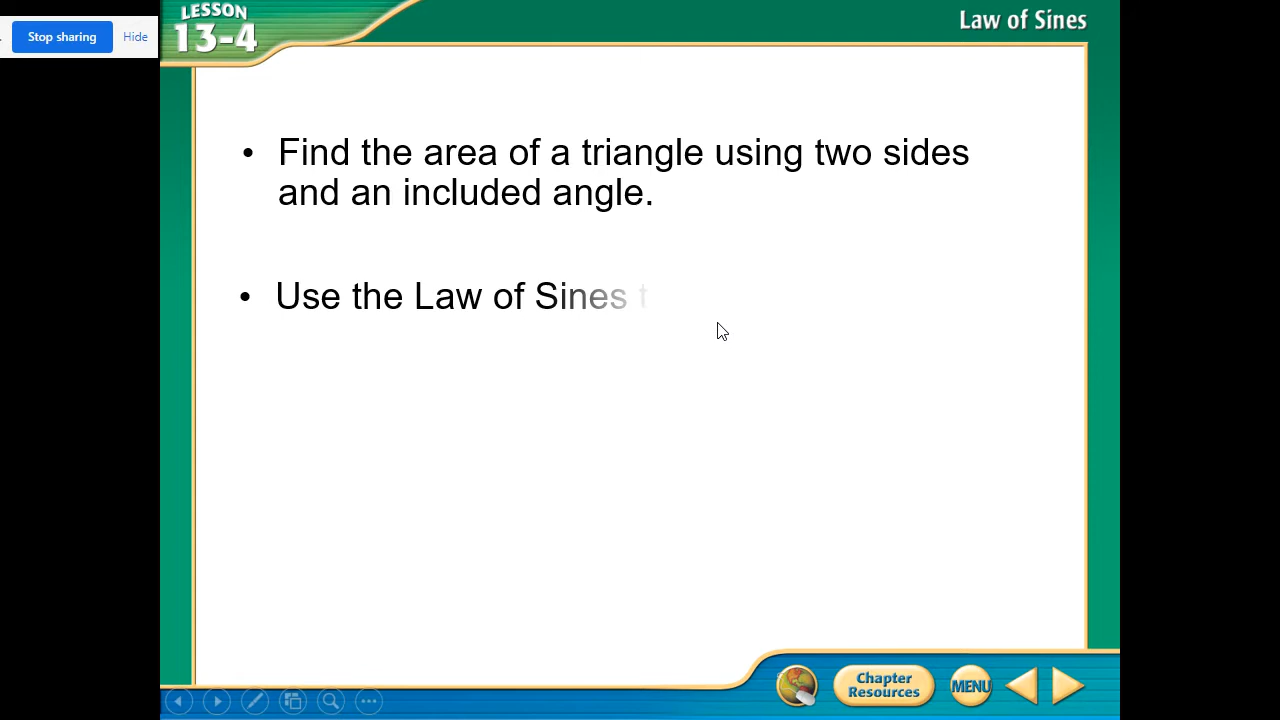 Stop sharing
Hide
LESSON
13–4
Law of Sines
• Find the area of a triangle using two sides
and an included angle.
• Use the Law of Sines t
Chapter
Resources
MENU